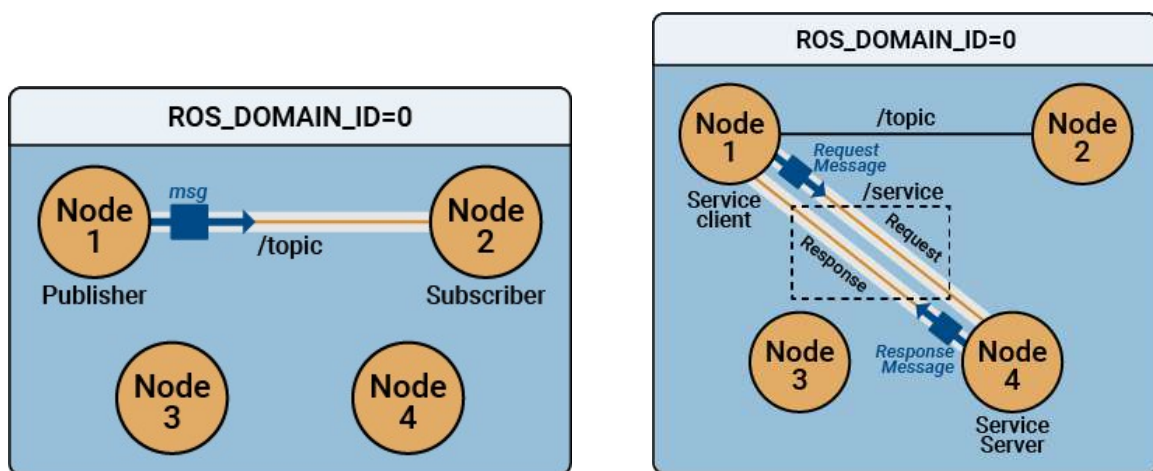 ROS_DOMAIN_ID=0
Node
1
msg
/topic
Node
2
Publisher
Subscriber
Node
3
Node
4
ROS_DOMAIN_ID=0
Node
1
/topic
Node
2
Request
Message
/service
Service
client
Request
Response
Node
3
Response
Message
Node
4
Service
Server